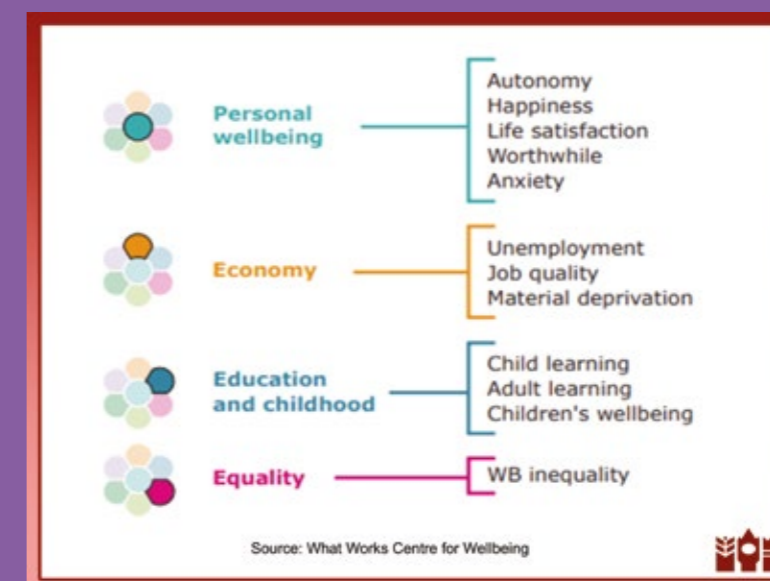 Personal
wellbeing
Autonomy
Happiness
Life satisfaction
Worthwhile
Anxiety
Economy
Unemployment
Job quality
Material deprivation
Education
and childhood
Child learning
Adult learning
Children's wellbeing
Equality
WB inequality
Source: What Works Centre for Wellbeing